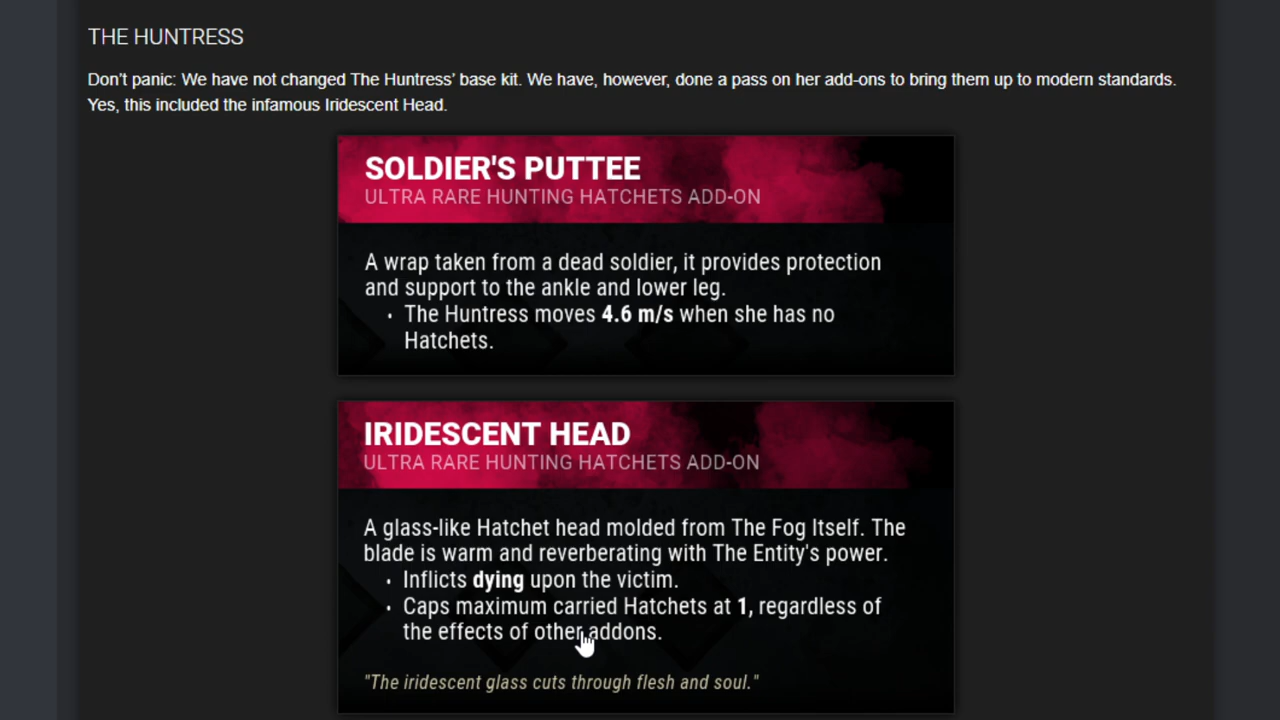 THE HUNTRESS
Don't panic: We have not changed The Huntress' base kit. We have, however, done a pass on her add-ons to bring them up to modern standards.
Yes, this included the infamous Iridescent Head.
SOLDIER'S PUTTEE
ULTRA RARE HUNTING HATCHETS ADD-ON
A wrap taken from a dead soldier, it provides protection
and support to the ankle and lower leg.
• The Huntress moves 4.6 m/s when she has no
Hatchets.
IRIDESCENT HEAD
ULTRA RARE HUNTING HATCHETS ADD-ON
A glass-like Hatchet head molded from The Fog Itself. The
blade is warm and reverberating with The Entity's power.
• Inflicts dying upon the victim.
• Caps maximum carried Hatchets at 1, regardless of
the effects of other addons.
"The iridescent glass cuts through flesh and soul."